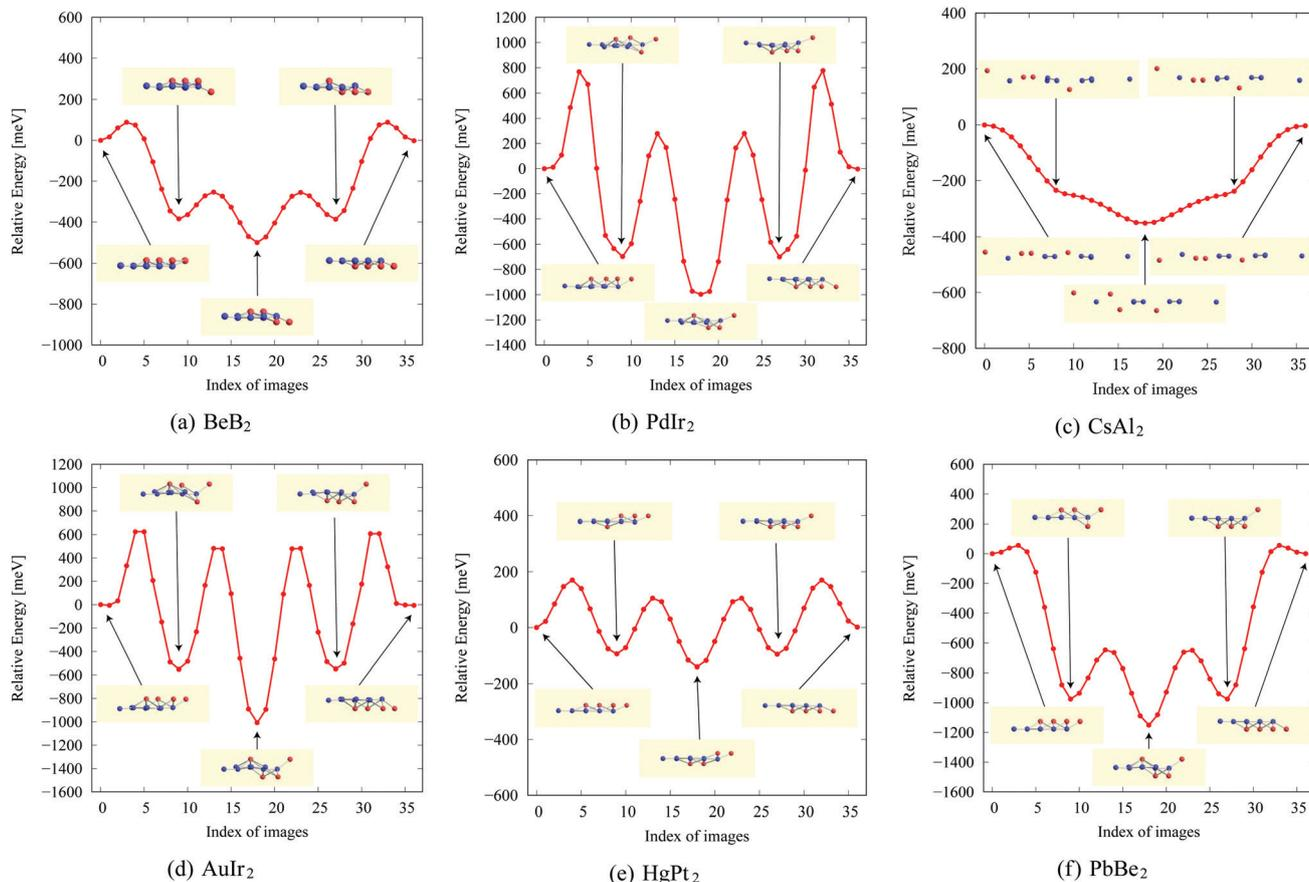 600
400
200
0
−200
−400
−600
−800
−1000
Relative Energy [meV]
0 5 10 15 20 25 30 35
Index of images
(a) BeB2
1200
1000
800
600
400
200
0
−200
−400
−600
−800
−1000
−1200
−1400
Relative Energy [meV]
0 5 10 15 20 25 30 35
Index of images
(b) PdIr2
400
200
0
−200
−400
−600
−800
Relative Energy [meV]
0 5 10 15 20 25 30 35
Index of images
(c) CsAl2
1200
1000
800
600
400
200
0
−200
−400
−600
−800
−1000
−1200
−1400
−1600
Relative Energy [meV]
0 5 10 15 20 25 30 35
Index of images
(d) AuIr2
600
400
200
0
−200
−400
−600
Relative Energy [meV]
0 5 10 15 20 25 30 35
Index of images
(e) HgPt2
600
400
200
0
−200
−400
−600
−800
−1000
−1200
−1400
−1600
Relative Energy [meV]
0 5 10 15 20 25 30 35
Index of images
(f) PbBe2